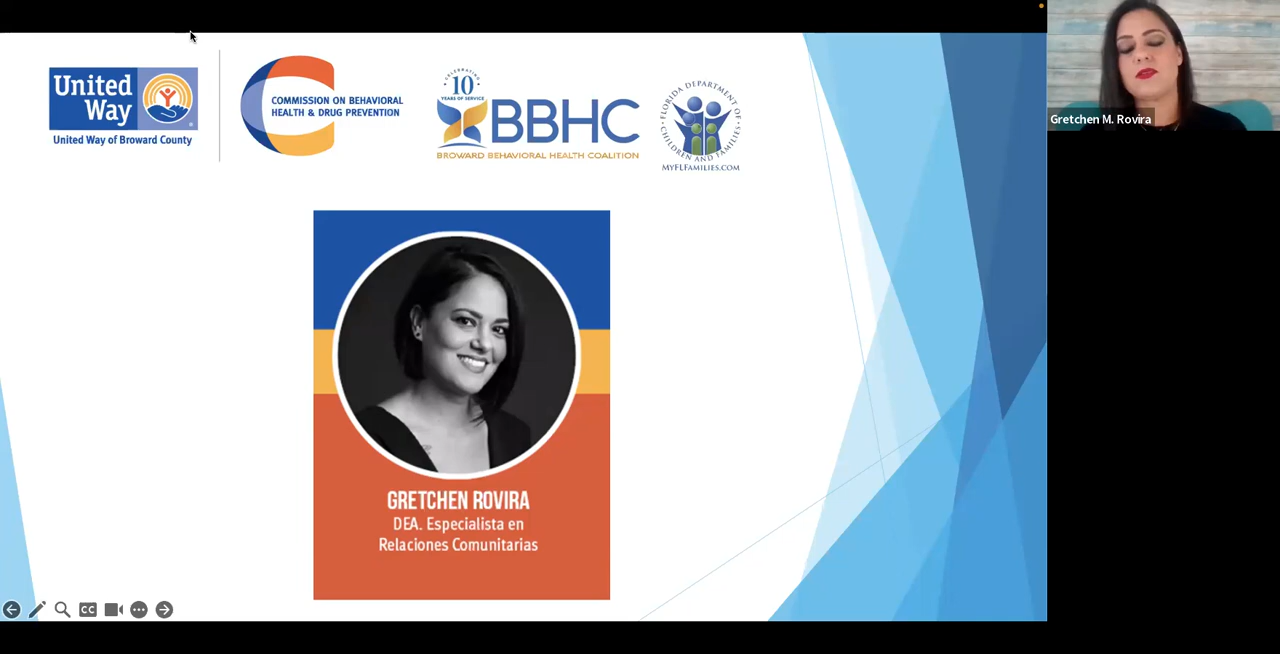 United
Way
United Way of Broward County
COMMISSION ON BEHAVIORAL
HEALTH & DRUG PREVENTION
CELEBRATING
10
YEARS OF SERVICE
BBHC
BROWARD BEHAVIORAL HEALTH COALITION
FLORIDA DEPARTMENT OF
CHILDREN AND FAMILIES
MYFLFAMILIES.COM
Gretchen M. Rovira
GRETCHEN ROVIRA
DEA. Especialista en
Relaciones Comunitarias
CC